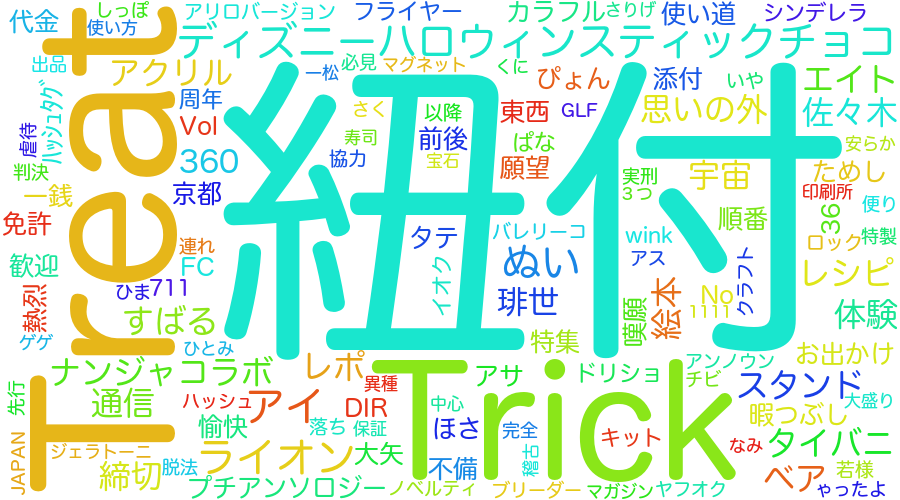 しっぽ
アリロバージョン
フライヤー
カラフル
さりげ
使い道
シンデレラ
代金
使い方
ディズニーハロウィンスティックチョコ
出品
アクリル
一松
必見
マグネット
くに
ぴょん
添付
いや
エイト
ハッシュタグ
周年
さく
以降
東西
GLF
思いの外
佐々木
虐待
Vol
寿司
前後
ぱな
安らか
判決
360
協力
宝石
願望
実刑
宇宙
ためし
一銭
京都
3つ
印刷所
便り
免許
紐付
順番
36
特製
Treat
連れ
タテ
バレリーコ
wink
ロック
歓迎
FC
ぬい
アス
クラフト
レシピ
熱烈
ひま
711
イオク
琲世
嘆願
絵本
No
1111
体験
すばる
ゲゲ
ひとみ
特集
お出かけ
ナンジャコラボ
レポ
アサ
ドリショ
アンノウン
チビ
スタンド
大盛り
先行
通信
ハッシュ
アイ
異種
DIR
中心
Trick
暇つぶし
愉快
落ち
保証
ほさ
完全
キット
なみ
タイバニ
JAPAN
ジェラトーニ
締切
脱法
ライオン
大矢
不備
稽古
ベア
若様
プチアンソロジー
ノベルティ
ブリーダー
マガジン
ヤフオク
ゃったよ